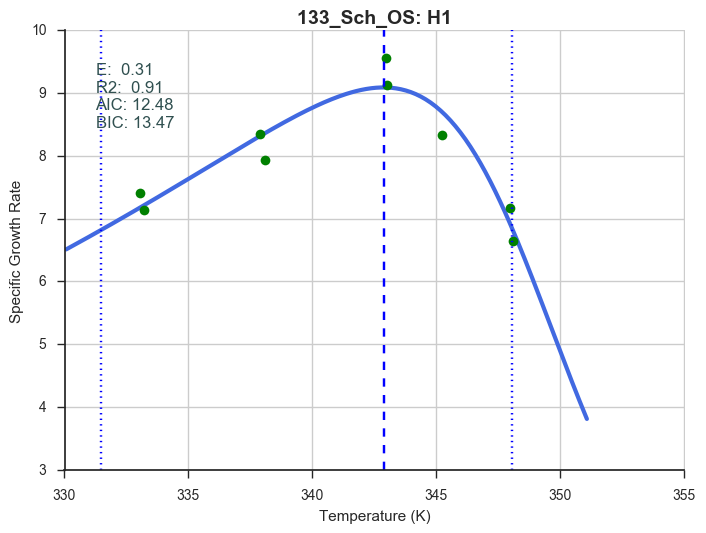 133_Sch_OS: H1
10
9
8
7
6
5
4
3
E:  0.31
R2:  0.91
AIC: 12.48
BIC: 13.47
Specific Growth Rate
330
335
340
345
350
355
Temperature (K)